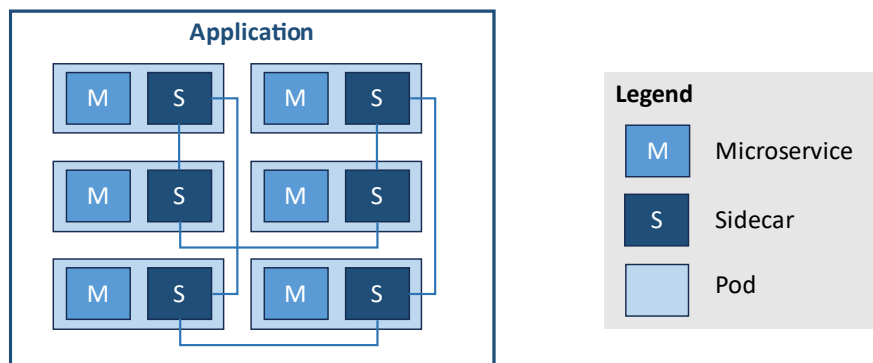 Application
M S M S
M S M S
M S M S
Legend
M Microservice
S Sidecar
Pod